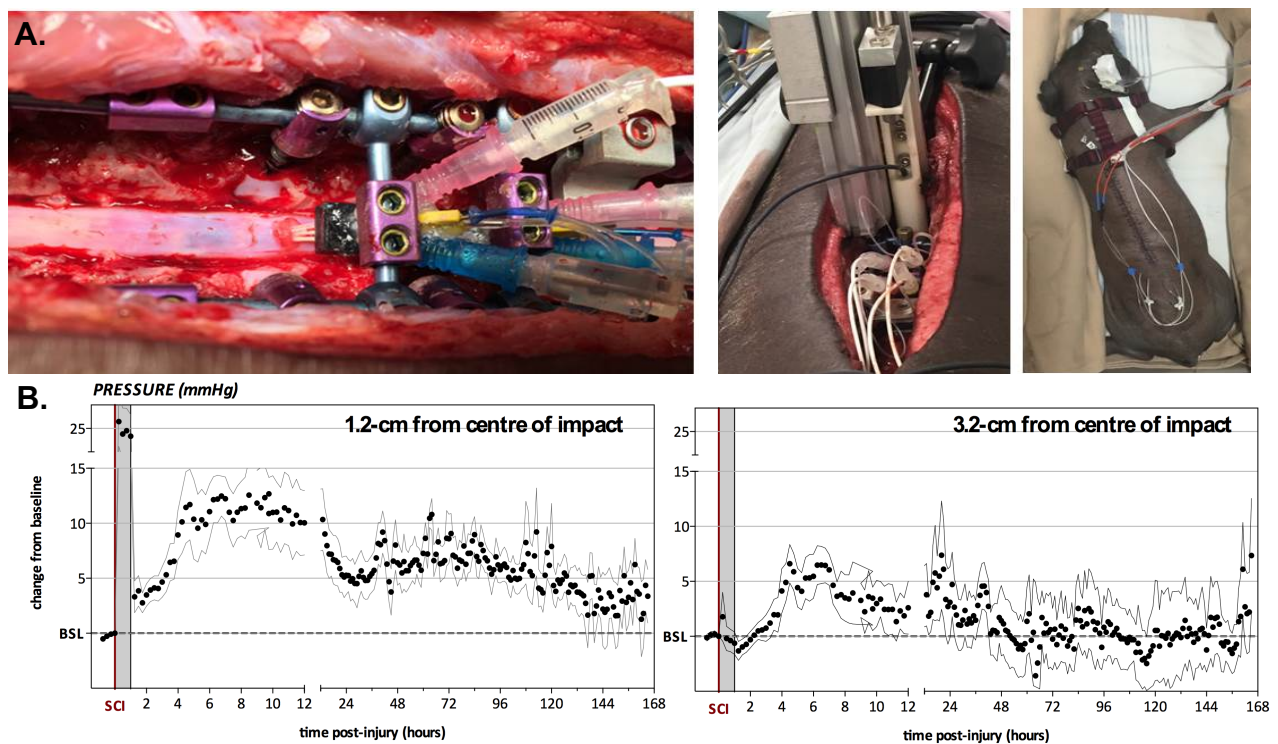 A.
B.
PRESSURE (mmHg)
1.2-cm from centre of impact
change from baseline
25
15
10
5
BSL
SCI 2 4 6 8 10 12 24 48 72 96 120 144 168
time post-injury (hours)
3.2-cm from centre of impact
25
15
10
5
BSL
SCI 2 4 6 8 10 12 24 48 72 96 120 144 168
time post-injury (hours)